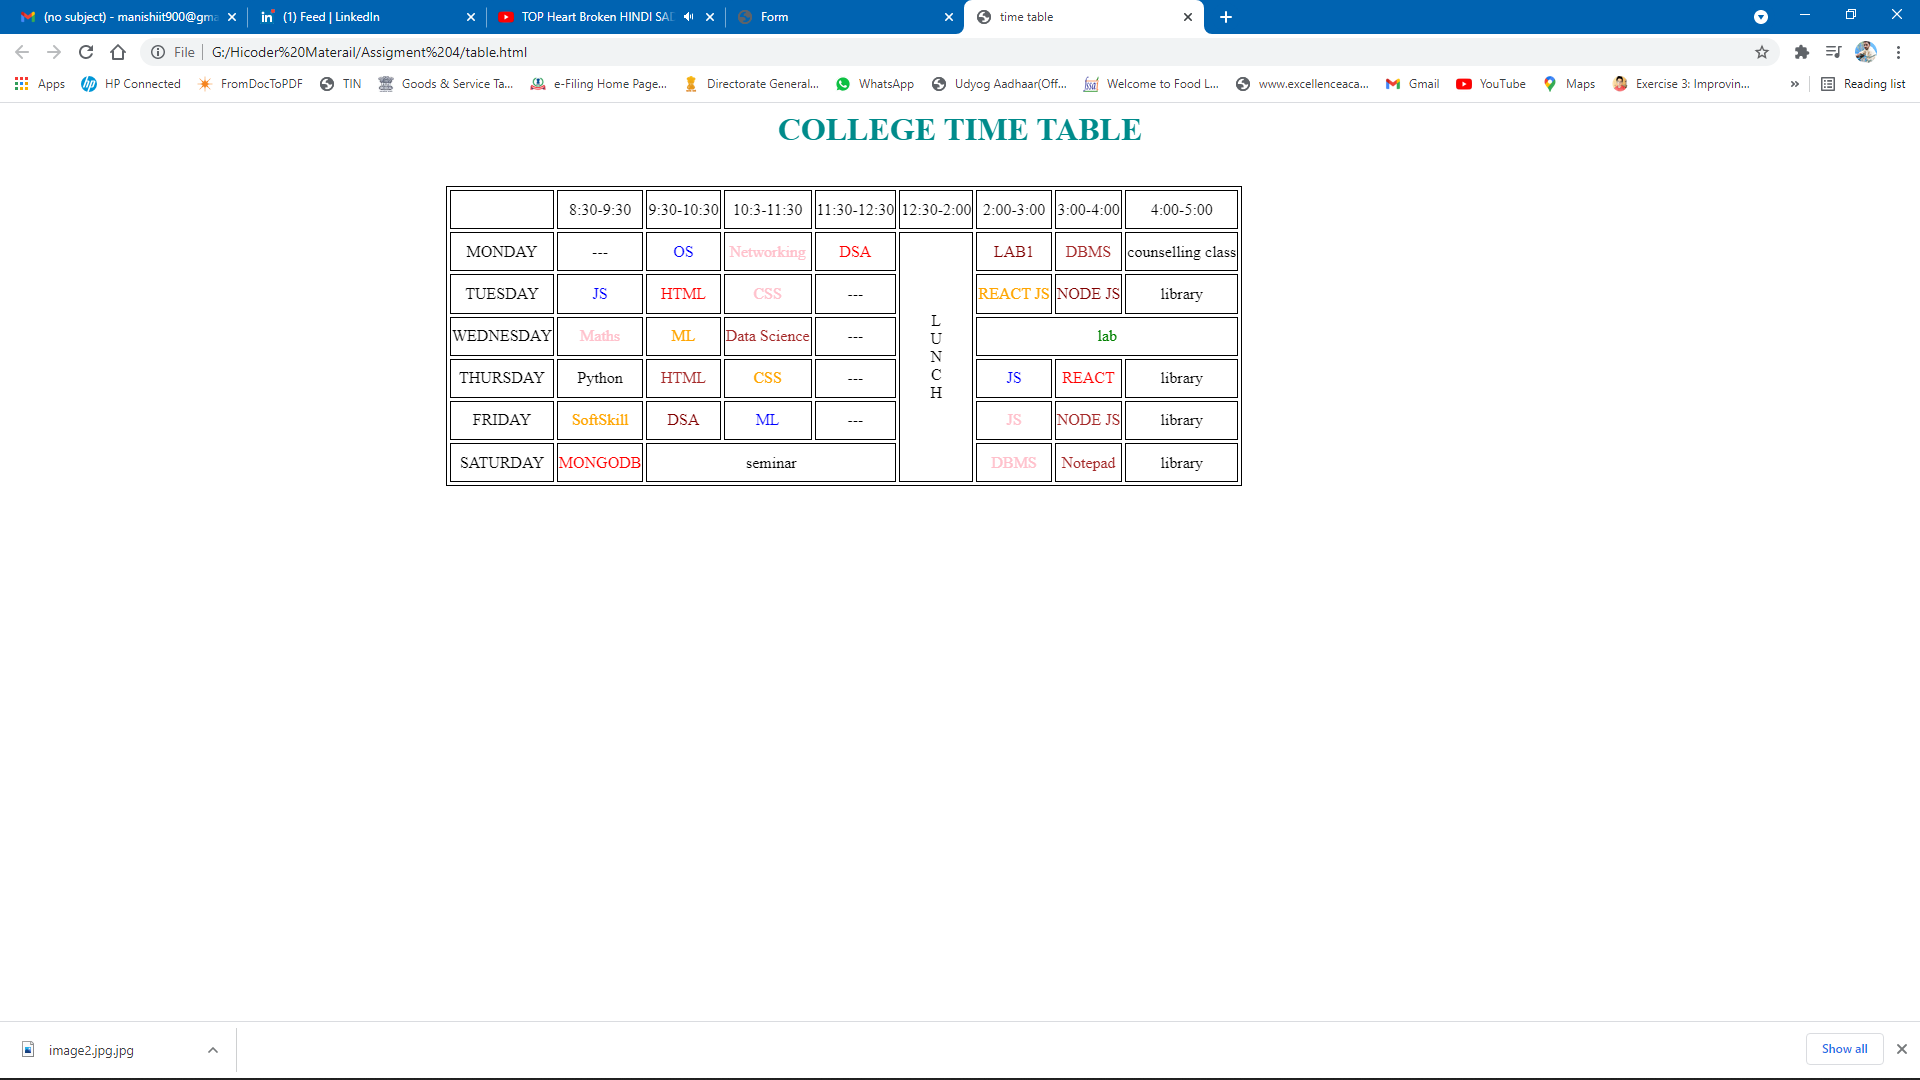 (no subject) - manishiit900@gma
(1) Feed | LinkedIn
TOP Heart Broken HINDI SAD
Form
time table
File
G:/Hicoder%20Materail/Assigment%204/table.html
Apps
HP Connected
FromDocToPDF
TIN
Goods & Service Ta...
e-Filing Home Page...
Directorate General...
WhatsApp
Udyog Aadhaar(Off...
Welcome to Food L...
www.excellenceaca...
Gmail
YouTube
Maps
Exercise 3: Improvin...
»
Reading list
COLLEGE TIME TABLE
8:30-9:30 9:30-10:30 10:3-11:30 11:30-12:30 12:30-2:00 2:00-3:00 3:00-4:00 4:00-5:00
MONDAY --- OS Networking DSA LAB1 DBMS counselling class
TUESDAY JS HTML CSS --- REACT JS NODE JS library
L
U
N
C
H
WEDNESDAY Maths ML Data Science --- lab
THURSDAY Python HTML CSS --- JS REACT library
FRIDAY SoftSkill DSA ML --- JS NODE JS library
SATURDAY MONGODB seminar DBMS Notepad library
image2.jpg.jpg
Show all